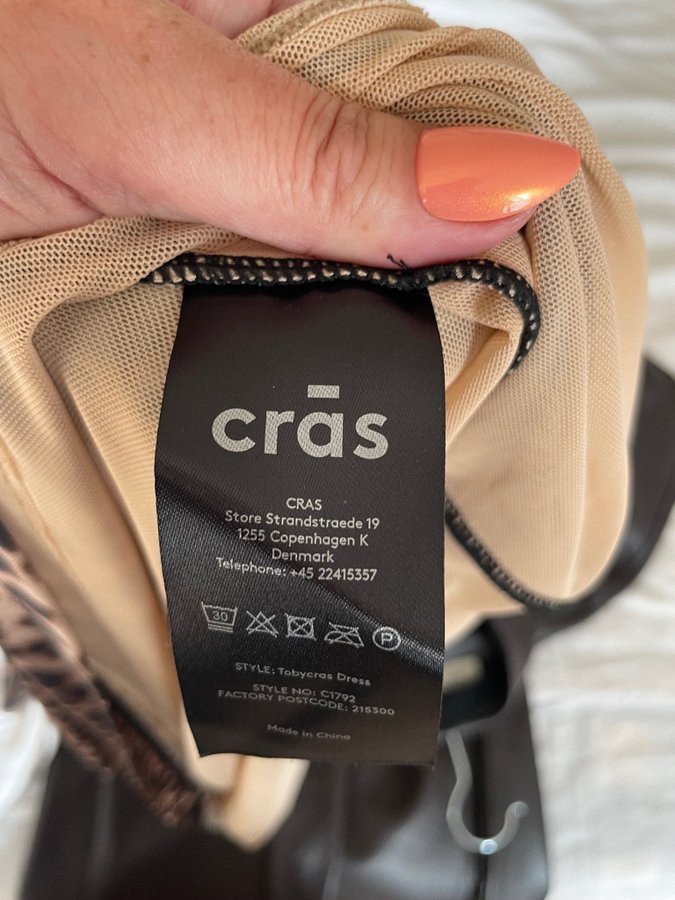 crās
CRAS
Store Strandstraede 19
1255 Copenhagen K
Denmark
Telephone: +45 22415357
30 P
STYLE: Tobycras Dress
STYLE NO: C1792
FACTORY POSTCODE: 215300
Made in China